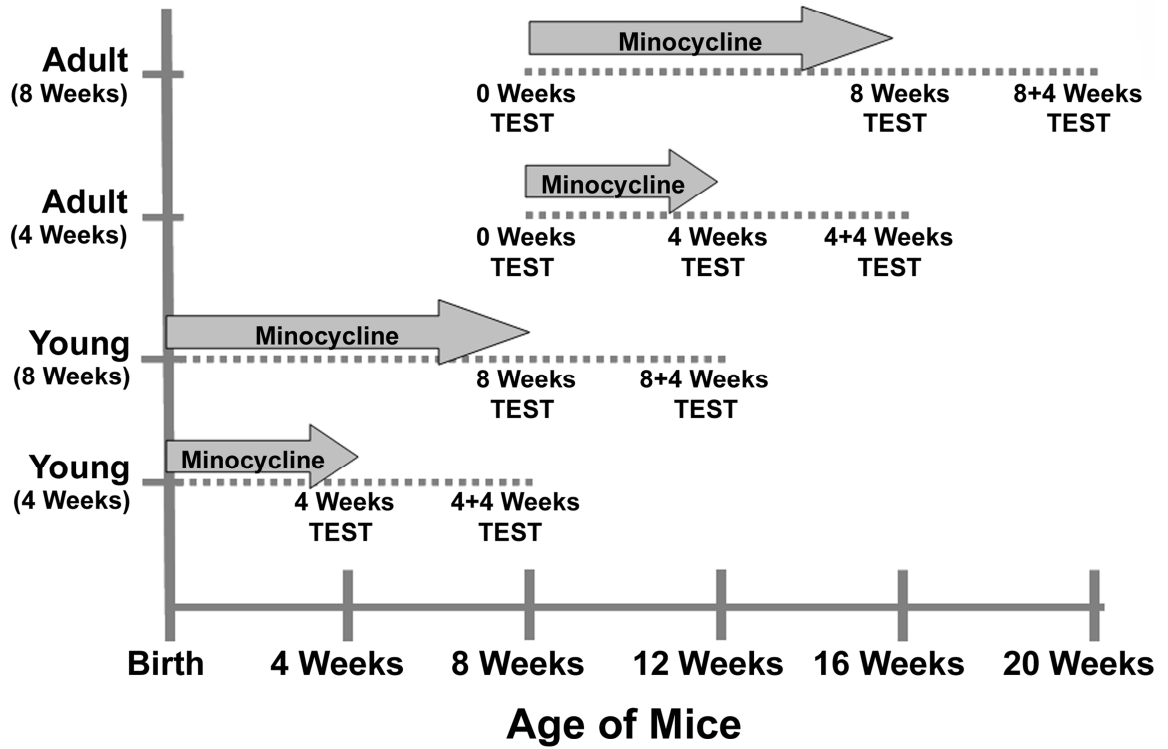 Adult
(8 Weeks)
Minocycline
0 Weeks
TEST
8 Weeks
TEST
8+4 Weeks
TEST
Adult
(4 Weeks)
Minocycline
0 Weeks
TEST
4 Weeks
TEST
4+4 Weeks
TEST
Young
(8 Weeks)
Minocycline
8 Weeks
TEST
8+4 Weeks
TEST
Young
(4 Weeks)
Minocycline
4 Weeks
TEST
4+4 Weeks
TEST
Birth 4 Weeks 8 Weeks 12 Weeks 16 Weeks 20 Weeks
Age of Mice